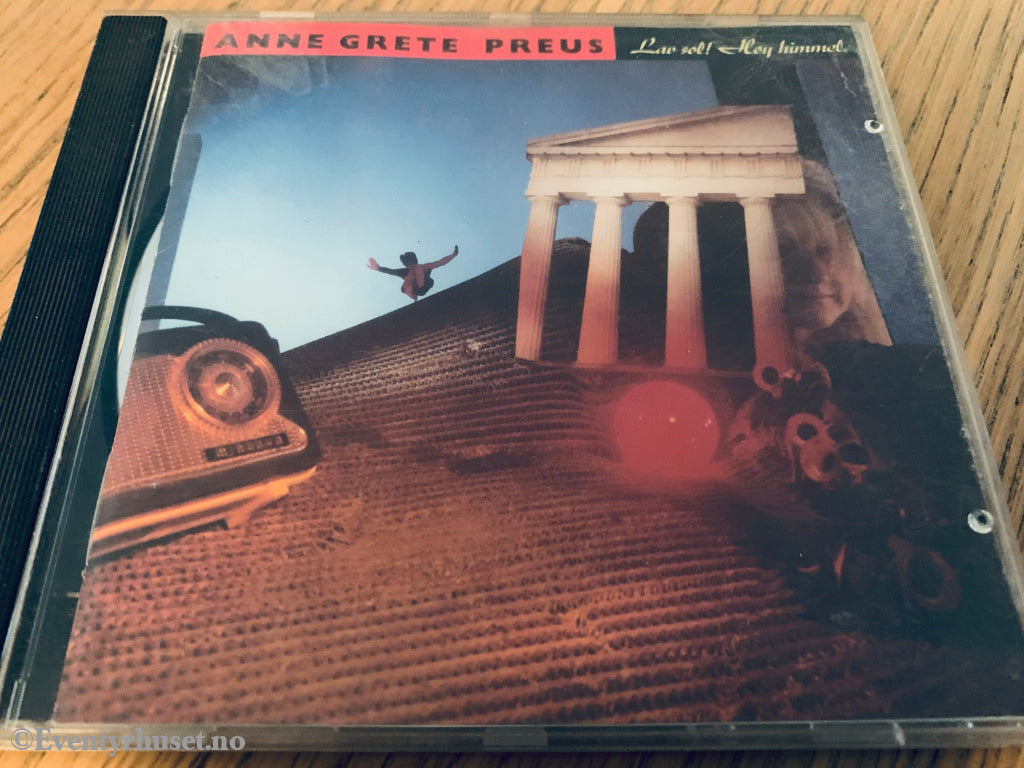 ANNE GRETE PREUS
Lav sol! Høy himmel.
©Eventyrhuset.no